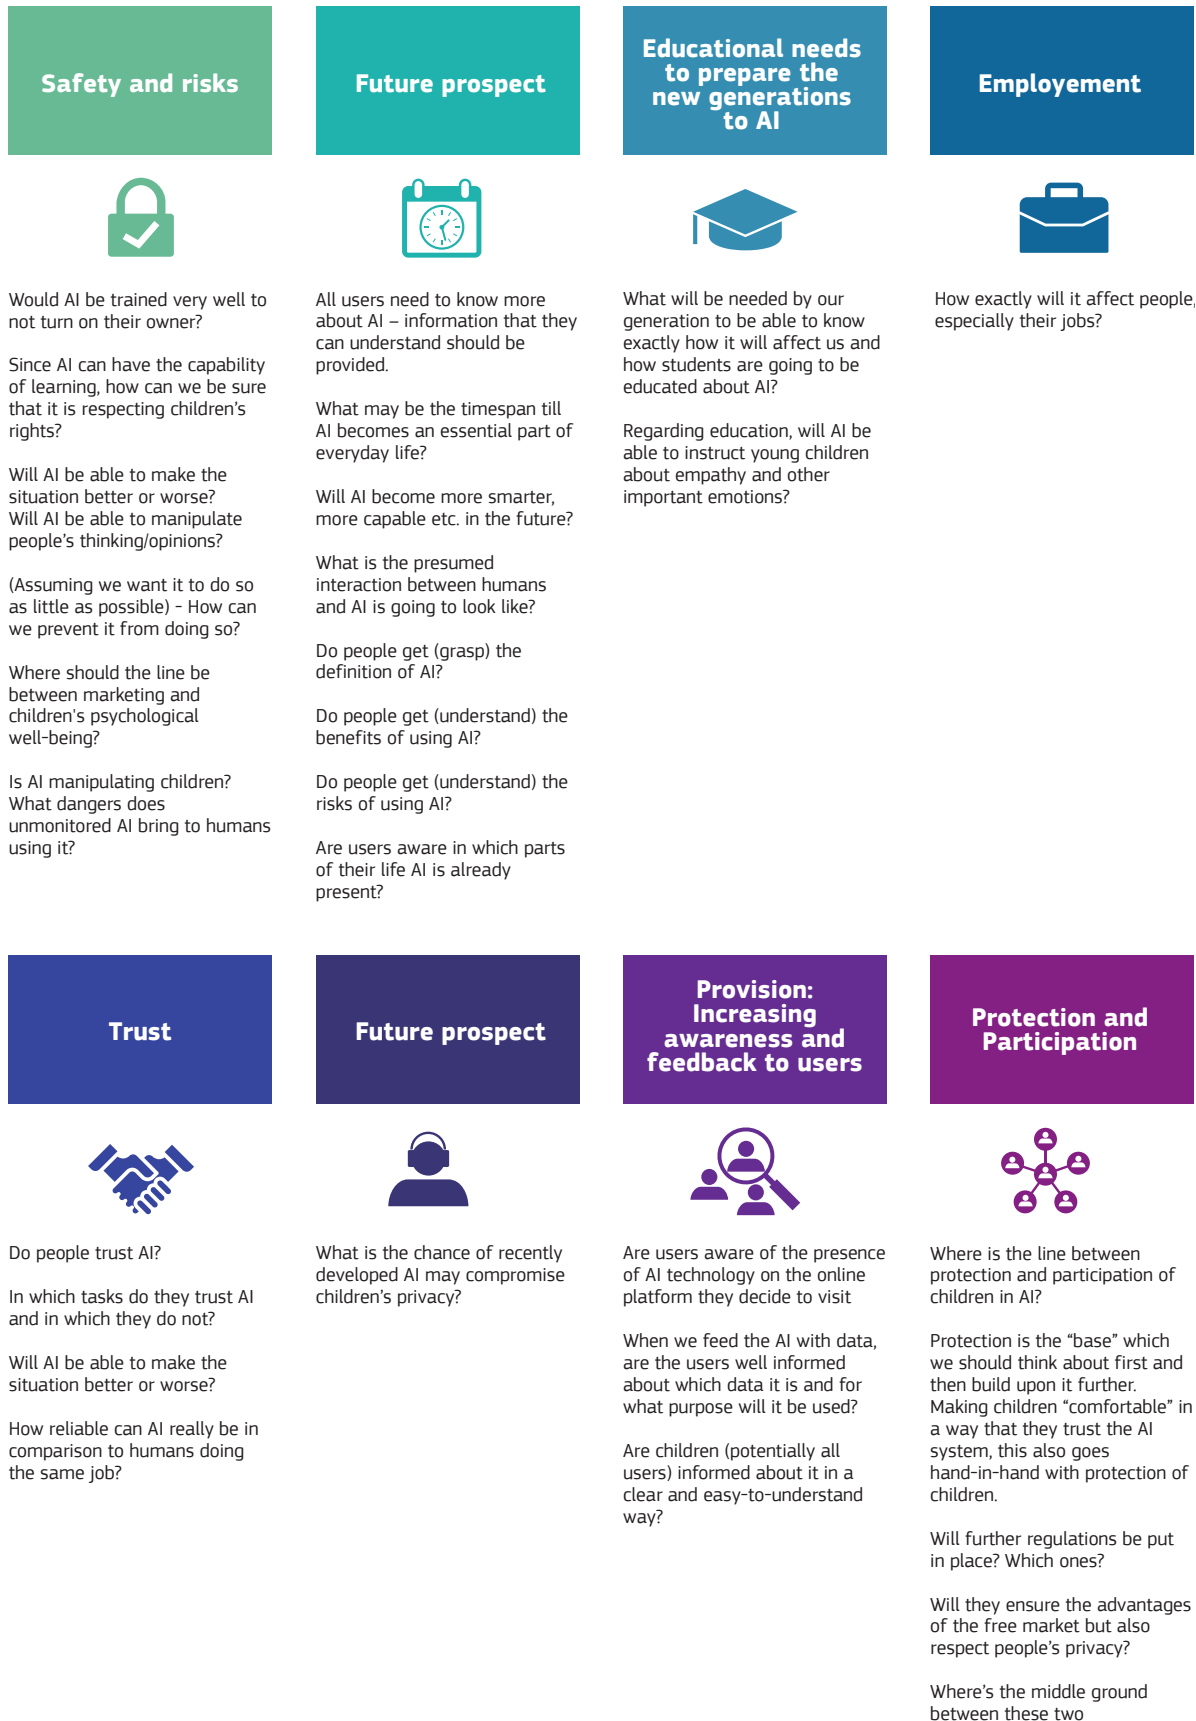 Safety and risks
Would AI be trained very well to
not turn on their owner?
Since AI can have the capability
of learning, how can we be sure
that it is respecting children's
rights?
Will AI be able to make the
situation better or worse?
Will AI be able to manipulate
people's thinking/opinions?
(Assuming we want it to do so
as little as possible) - How can
we prevent it from doing so?
Where should the line be
between marketing and
children's psychological
well-being?
Is AI manipulating children?
What dangers does
unmonitored AI bring to humans
using it?
Future prospect
All users need to know more
about AI – information that they
can understand should be
provided.
What may be the timespan till
AI becomes an essential part of
everyday life?
Will AI become more smarter,
more capable etc. in the future?
What is the presumed
interaction between humans
and AI is going to look like?
Do people get (grasp) the
definition of AI?
Do people get (understand) the
benefits of using AI?
Do people get (understand) the
risks of using AI?
Are users aware in which parts
of their life AI is already
present?
Educational needs
to prepare the
new generations
to AI
What will be needed by our
generation to be able to know
exactly how it will affect us and
how students are going to be
educated about AI?
Regarding education, will AI be
able to instruct young children
about empathy and other
important emotions?
Employement
How exactly will it affect people,
especially their jobs?
Trust
Do people trust AI?
In which tasks do they trust AI
and in which they do not?
Will AI be able to make the
situation better or worse?
How reliable can AI really be in
comparison to humans doing
the same job?
Future prospect
What is the chance of recently
developed AI may compromise
children's privacy?
Provision:
Increasing
awareness and
feedback to users
Are users aware of the presence
of AI technology on the online
platform they decide to visit
When we feed the AI with data,
are the users well informed
about which data it is and for
what purpose will it be used?
Are children (potentially all
users) informed about it in a
clear and easy-to-understand
way?
Protection and
Participation
Where is the line between
protection and participation of
children in AI?
Protection is the “base” which
we should think about first and
then build upon it further.
Making children “comfortable” in
a way that they trust the AI
system, this also goes
hand-in-hand with protection of
children.
Will further regulations be put
in place? Which ones?
Will they ensure the advantages
of the free market but also
respect people's privacy?
Where's the middle ground
between these two